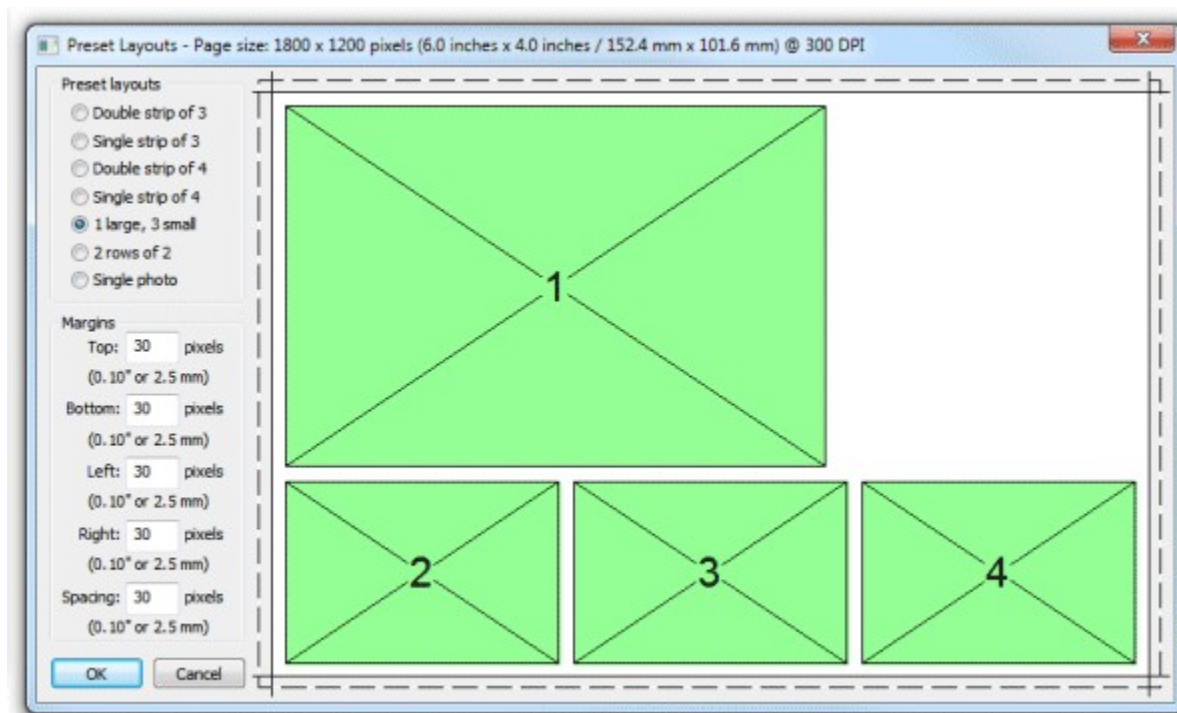 Preset Layouts - Page size: 1800 x 1200 pixels (6.0 inches x 4.0 inches / 152.4 mm x 101.6 mm) @ 300 DPI
Preset layouts
Double strip of 3
Single strip of 3
Double strip of 4
Single strip of 4
1 large, 3 small
2 rows of 2
Single photo
Margins
Top: 30 pixels
(0.10" or 2.5 mm)
Bottom: 30 pixels
(0.10" or 2.5 mm)
Left: 30 pixels
(0.10" or 2.5 mm)
Right: 30 pixels
(0.10" or 2.5 mm)
Spacing: 30 pixels
(0.10" or 2.5 mm)
OK Cancel
1
2 3 4